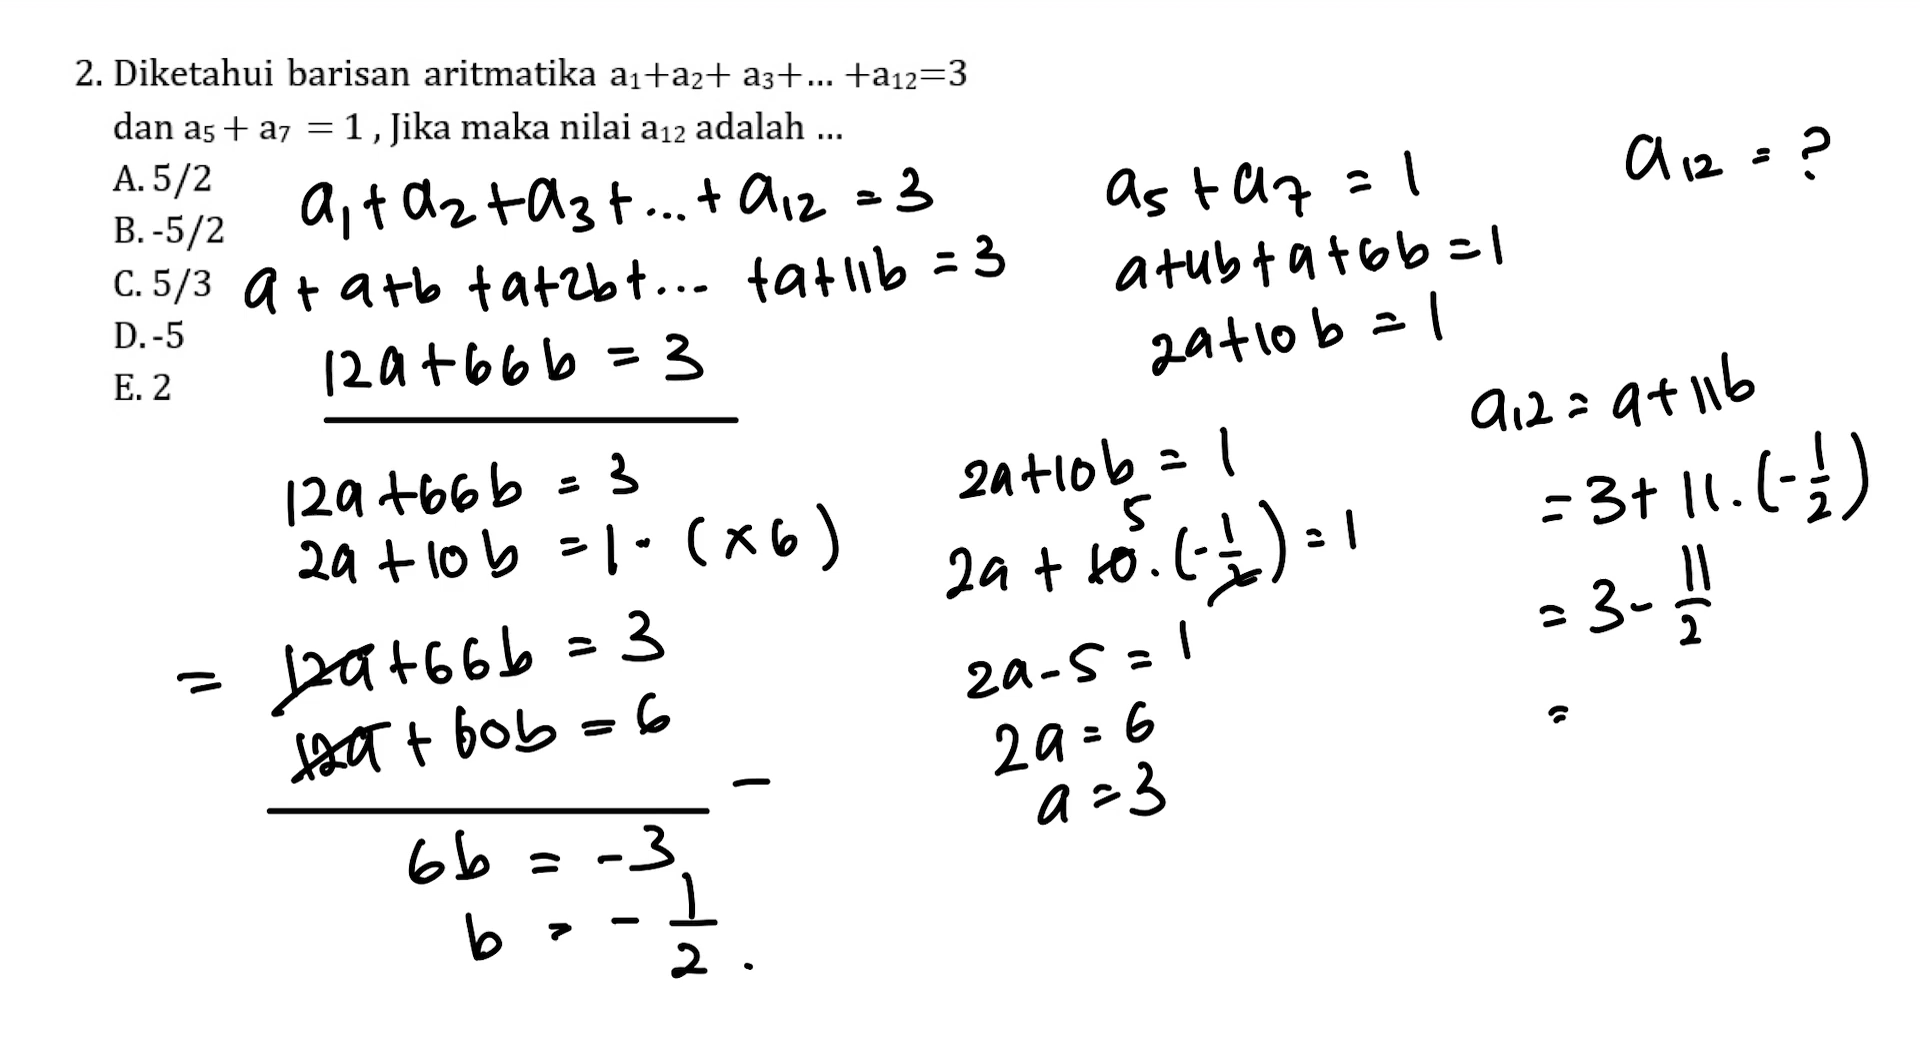 2. Diketahui barisan aritmatika a₁+a₂+ a₃+... +a₁₂=3
dan a₅ + a₇ = 1 , Jika maka nilai a₁₂ adalah ...
A. 5/2
B. -5/2
C. 5/3
D. -5
E. 2
a₁+a₂+a₃+...+a₁₂ = 3
a + a+b +a+2b+... +a+11b = 3
12a+66b = 3
12a+66b = 3
2a+10b = 1 . (×6)
= 12a+66b = 3
12a + 60b = 6
-
6b = -3
b = - 1/2 .
a₅ + a₇ = 1
a+4b+a+6b=1
2a+10b = 1
2a+10b = 1
5
2a + 10.(-1/2) = 1
2a-5 = 1
2a = 6
a = 3
a₁₂ = ?
a₁₂ = a+11b
= 3+ 11.(-1/2)
= 3- 11/2
=